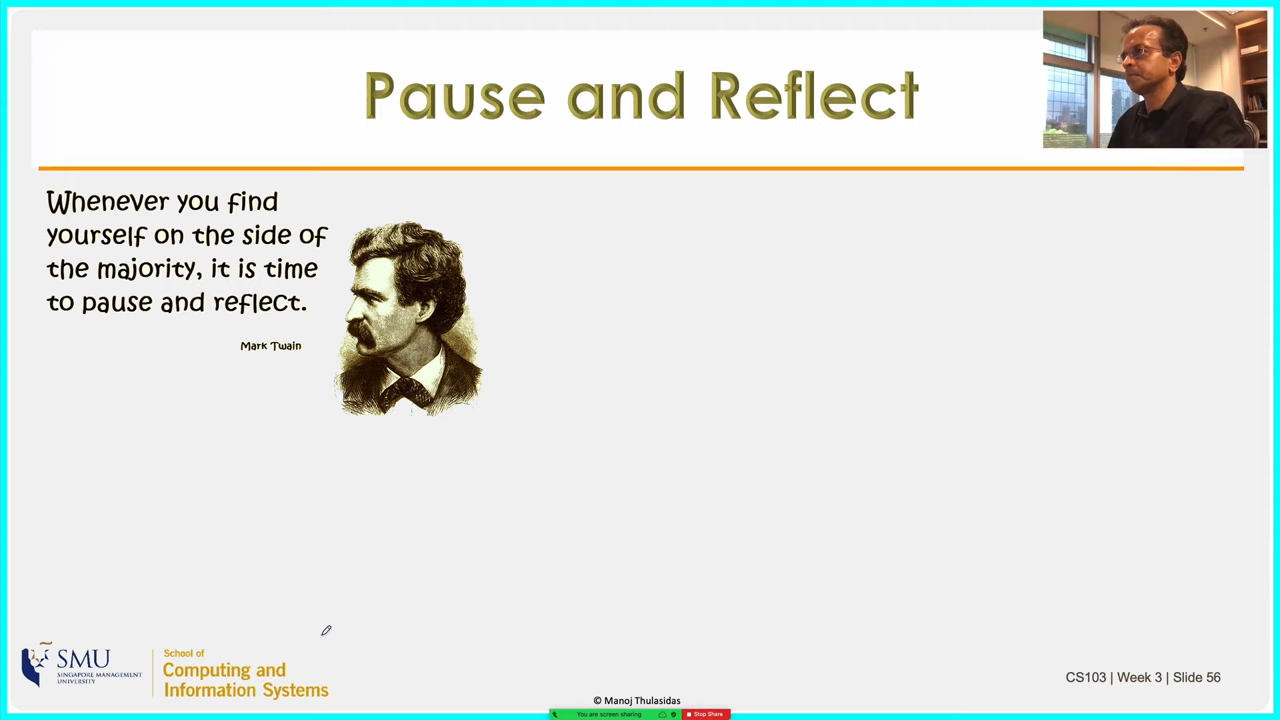 Pause and Reflect
Whenever you find
yourself on the side of
the majority, it is time
to pause and reflect.
Mark Twain
SMU
SINGAPORE MANAGEMENT
UNIVERSITY
School of
Computing and
Information Systems
CS103 | Week 3 | Slide 56
© Manoj Thulasidas
You are screen sharing
Stop Share